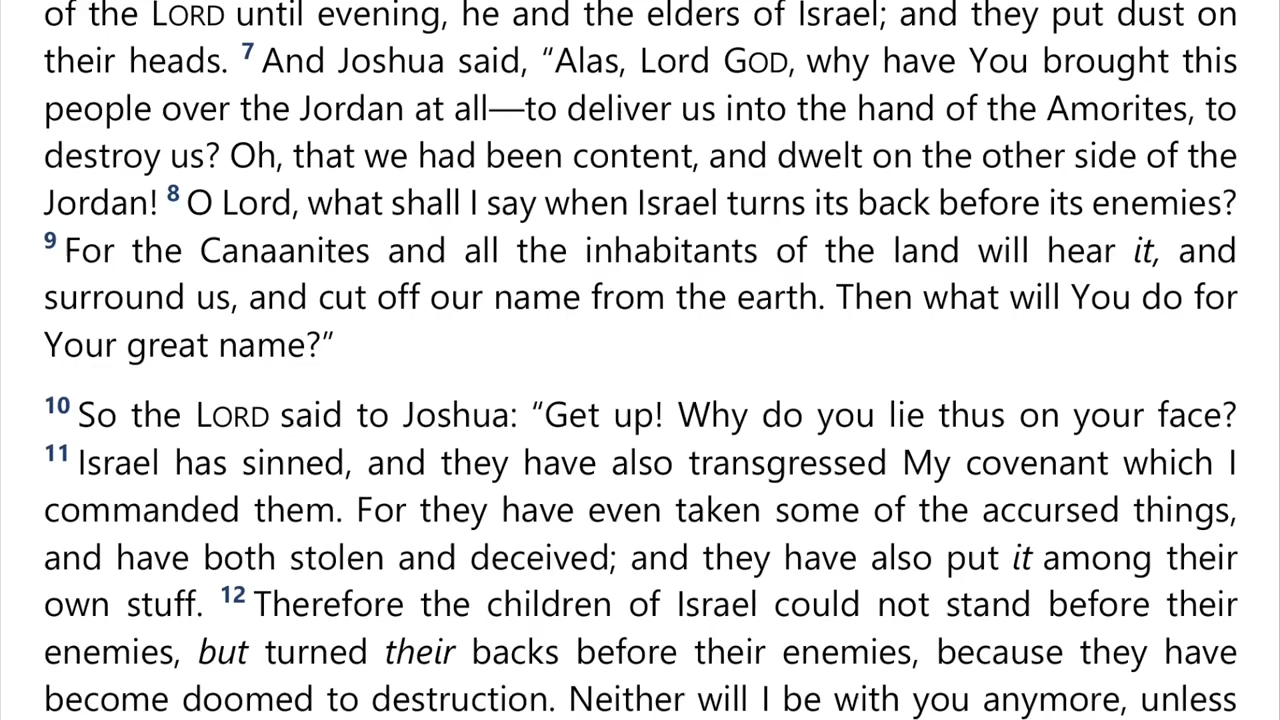 of the LORD until evening, he and the elders of Israel; and they put dust on
their heads. 7 And Joshua said, “Alas, Lord GOD, why have You brought this
people over the Jordan at all—to deliver us into the hand of the Amorites, to
destroy us? Oh, that we had been content, and dwelt on the other side of the
Jordan! 8 O Lord, what shall I say when Israel turns its back before its enemies?
9 For the Canaanites and all the inhabitants of the land will hear it, and
surround us, and cut off our name from the earth. Then what will You do for
Your great name?”
10 So the LORD said to Joshua: “Get up! Why do you lie thus on your face?
11 Israel has sinned, and they have also transgressed My covenant which I
commanded them. For they have even taken some of the accursed things,
and have both stolen and deceived; and they have also put it among their
own stuff. 12 Therefore the children of Israel could not stand before their
enemies, but turned their backs before their enemies, because they have
become doomed to destruction. Neither will I be with you anymore, unless